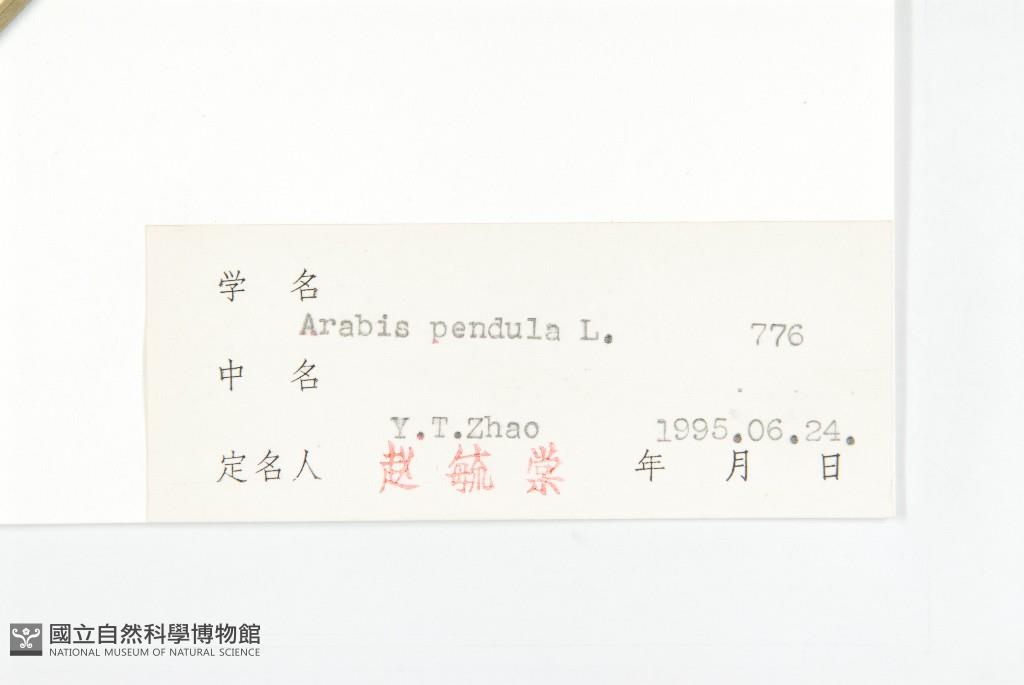 学 名
Arabis pendula L. 776
中 名
Y.T.Zhao 1995.06.24.
定名人 赵毓棠 年 月 日
國立自然科學博物館
NATIONAL MUSEUM OF NATURAL SCIENCE